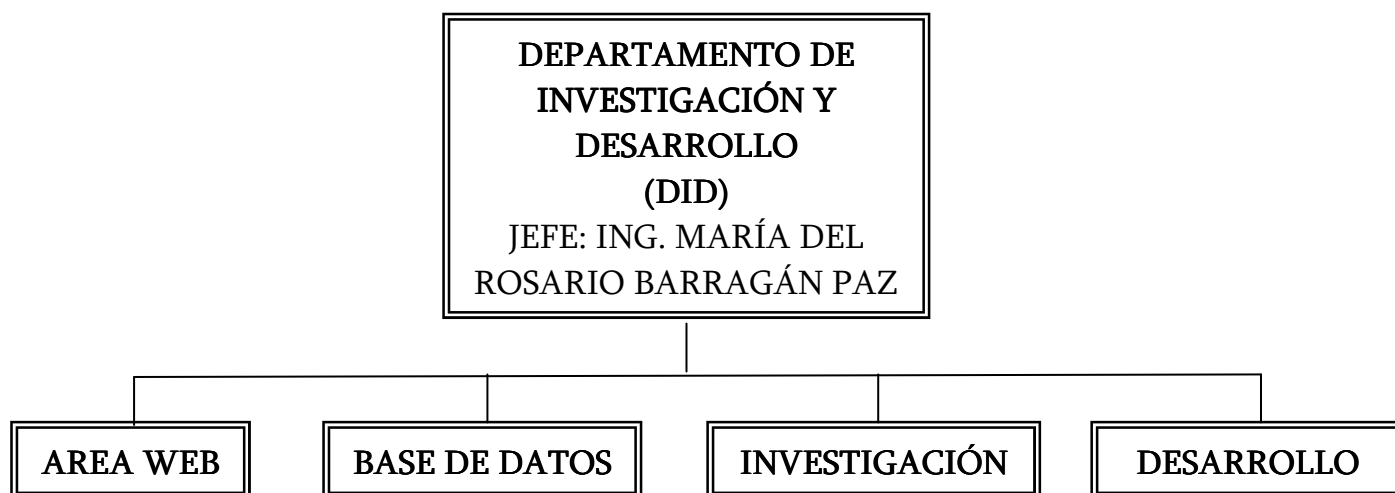 DEPARTAMENTO DE
INVESTIGACIÓN Y
DESARROLLO
(DID)
JEFE: ING. MARÍA DEL
ROSARIO BARRAGÁN PAZ
AREA WEB
BASE DE DATOS
INVESTIGACIÓN
DESARROLLO